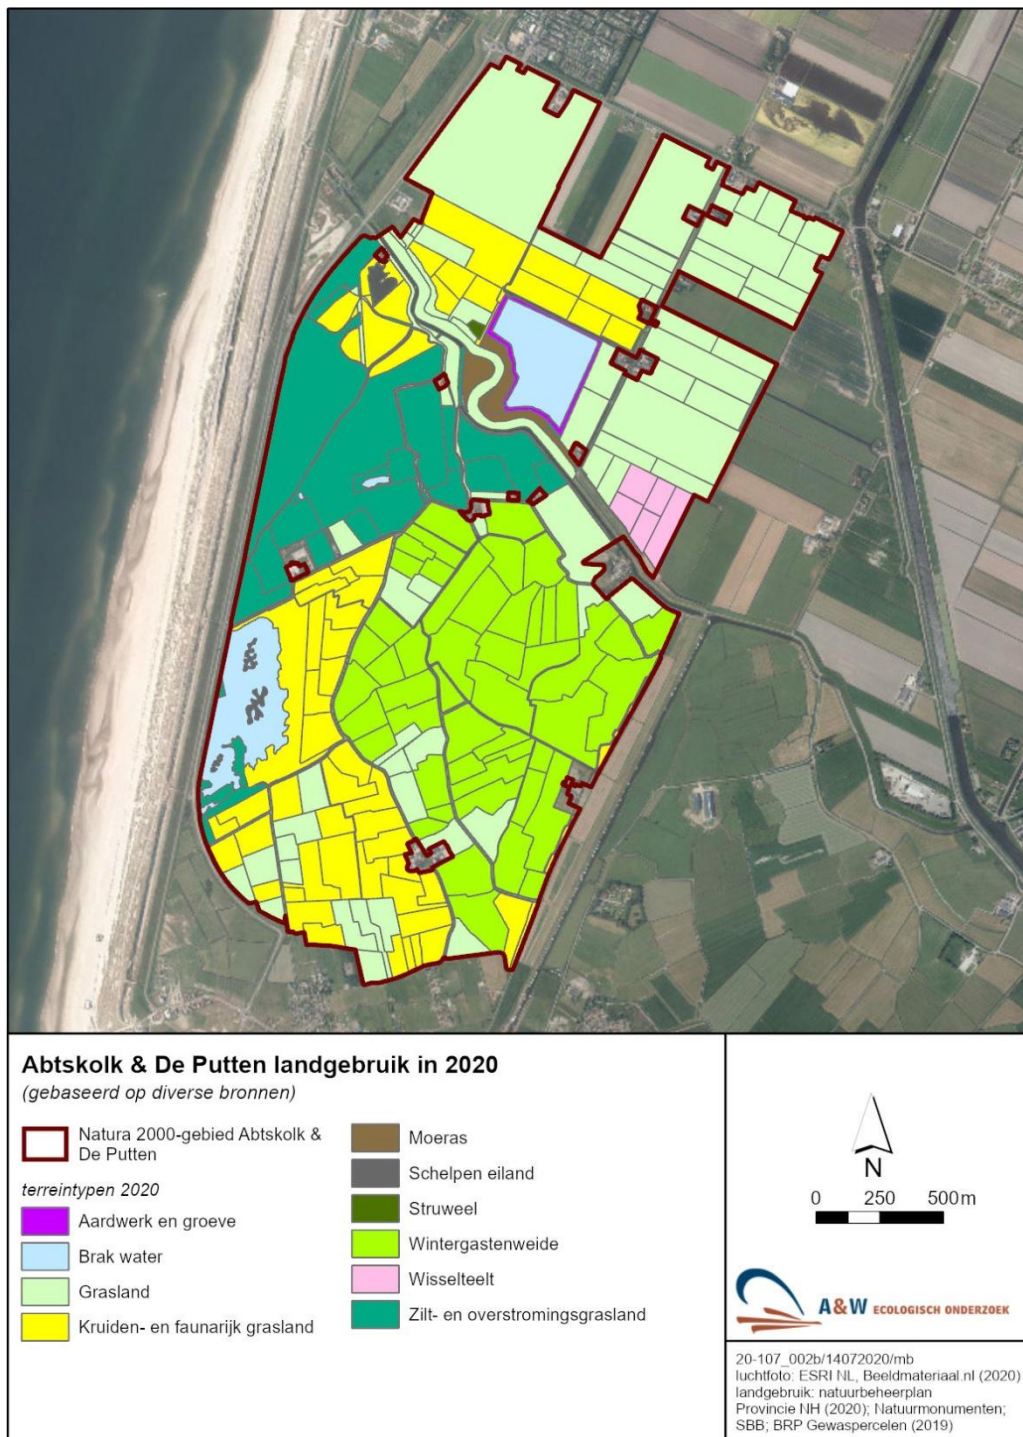 Abtskolk & De Putten landgebruik in 2020
(gebaseerd op diverse bronnen)
Natura 2000-gebied Abtskolk &
De Putten
terreintypen 2020
Aardwerk en groeve
Brak water
Grasland
Kruiden- en faunarijk grasland
Moeras
Schelpen eiland
Struweel
Wintergastenweide
Wisselteelt
Zilt- en overstromingsgrasland
N
0 250 500m
A&W ECOLOGISCH ONDERZOEK
20-107_002b/14072020/mb
luchtfoto: ESRI NL, Beeldmateriaal.nl (2020)
landgebruik: natuurbeheerplan
Provincie NH (2020); Natuurmonumenten;
SBB; BRP Gewaspercelen (2019)